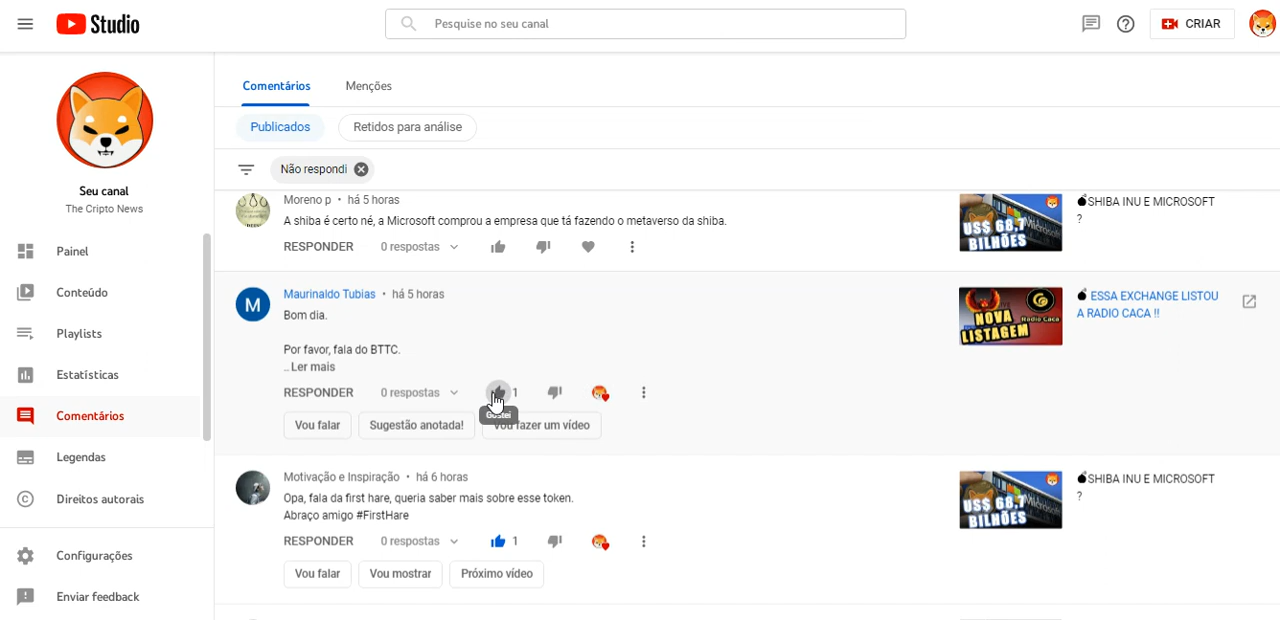 Studio
Pesquise no seu canal
CRIAR
Seu canal
The Cripto News
Painel
Conteúdo
Playlists
Estatísticas
Comentários
Legendas
Direitos autorais
Configurações
Enviar feedback
Comentários
Menções
Publicados
Retidos para análise
Não respondi
Moreno p • há 5 horas
A shiba é certo né, a Microsoft comprou a empresa que tá fazendo o metaverso da shiba.
RESPONDER 0 respostas
US$ 68,7
BILHÕES
Microsoft
SHIBA INU E MICROSOFT
?
M
Maurinaldo Tubias • há 5 horas
Bom dia.
Por favor, fala do BTTC.
...Ler mais
RESPONDER 0 respostas 1
Gostei
Vou falar
Sugestão anotada!
Vou fazer um vídeo
NOVA
LISTAGEM
Radio Caca
ESSA EXCHANGE LISTOU
A RADIO CACA !!
Motivação e Inspiração • há 6 horas
Opa, fala da first hare, queria saber mais sobre esse token.
Abraço amigo #FirstHare
RESPONDER 0 respostas 1
Vou falar
Vou mostrar
Próximo vídeo
US$ 68,7
BILHÕES
Microsoft
SHIBA INU E MICROSOFT
?